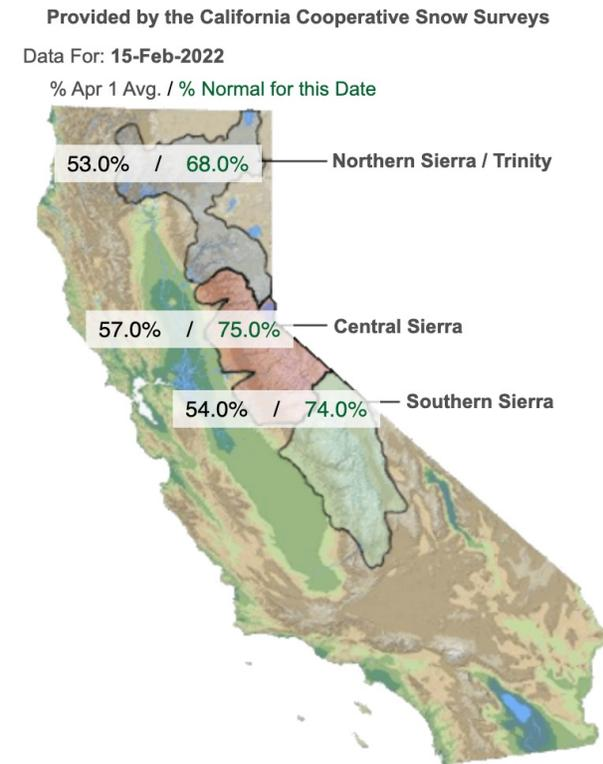 Provided by the California Cooperative Snow Surveys
Data For: 15-Feb-2022
% Apr 1 Avg. / % Normal for this Date
53.0% / 68.0% Northern Sierra / Trinity
57.0% / 75.0% Central Sierra
54.0% / 74.0% Southern Sierra